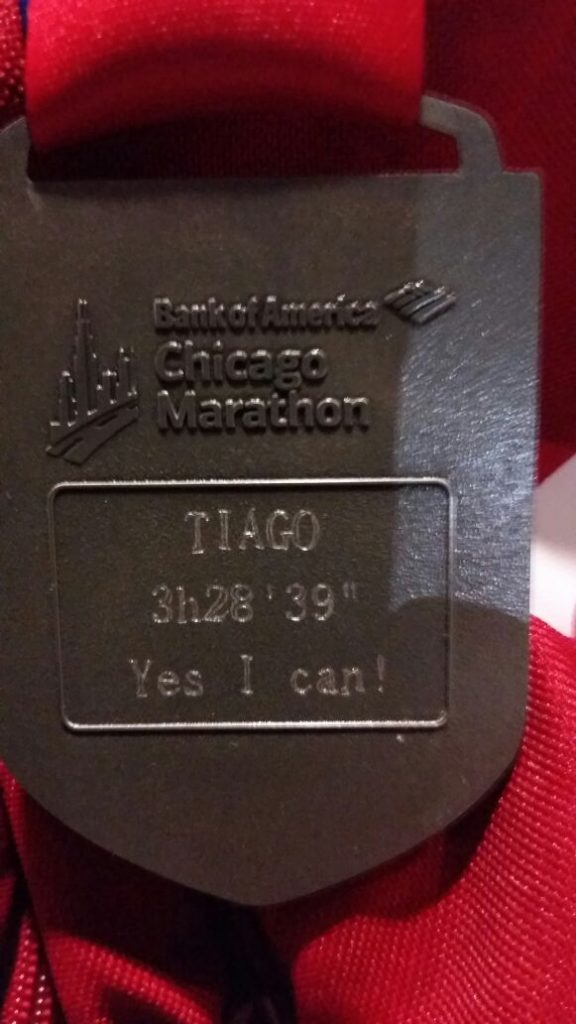 Bank of America
Chicago
Marathon
TIAGO
3h28'39"
Yes I can!